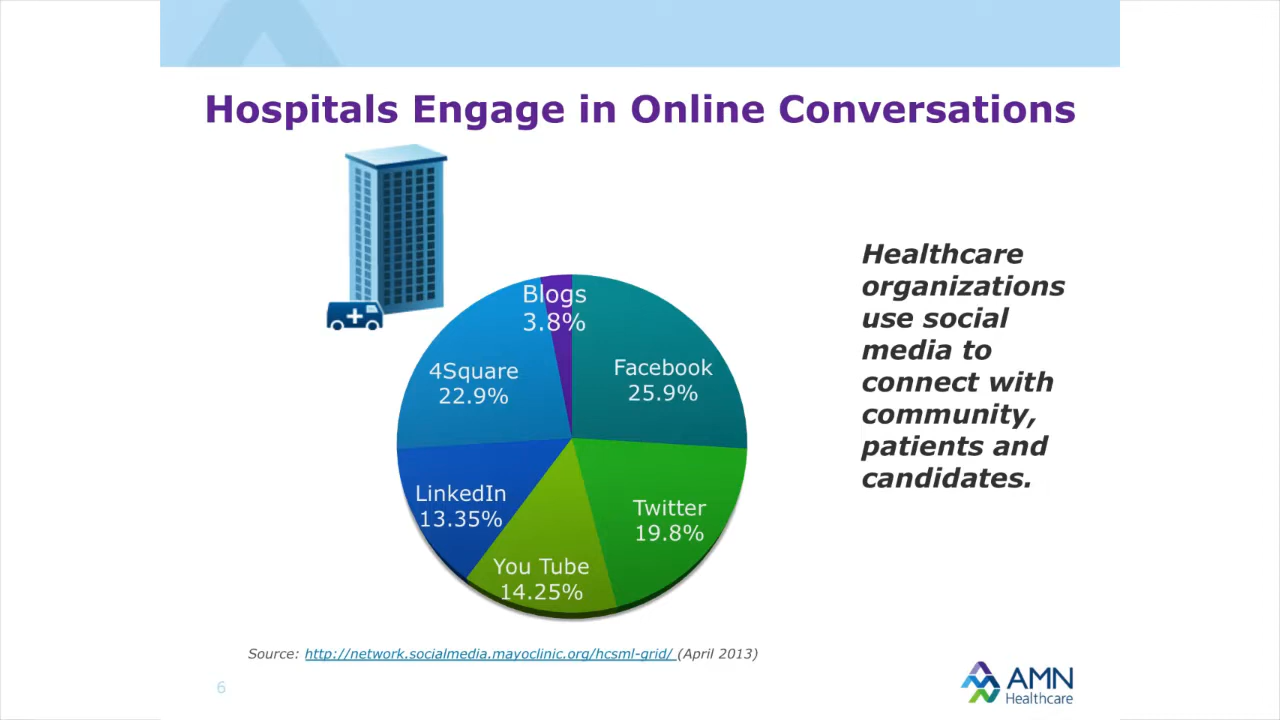 Hospitals Engage in Online Conversations
Blogs
3.8%
Facebook
25.9%
4Square
22.9%
LinkedIn
13.35%
Twitter
19.8%
You Tube
14.25%
Healthcare
organizations
use social
media to
connect with
community,
patients and
candidates.
Source: http://network.socialmedia.mayoclinic.org/hcsml-grid/ (April 2013)
6
AMN
Healthcare